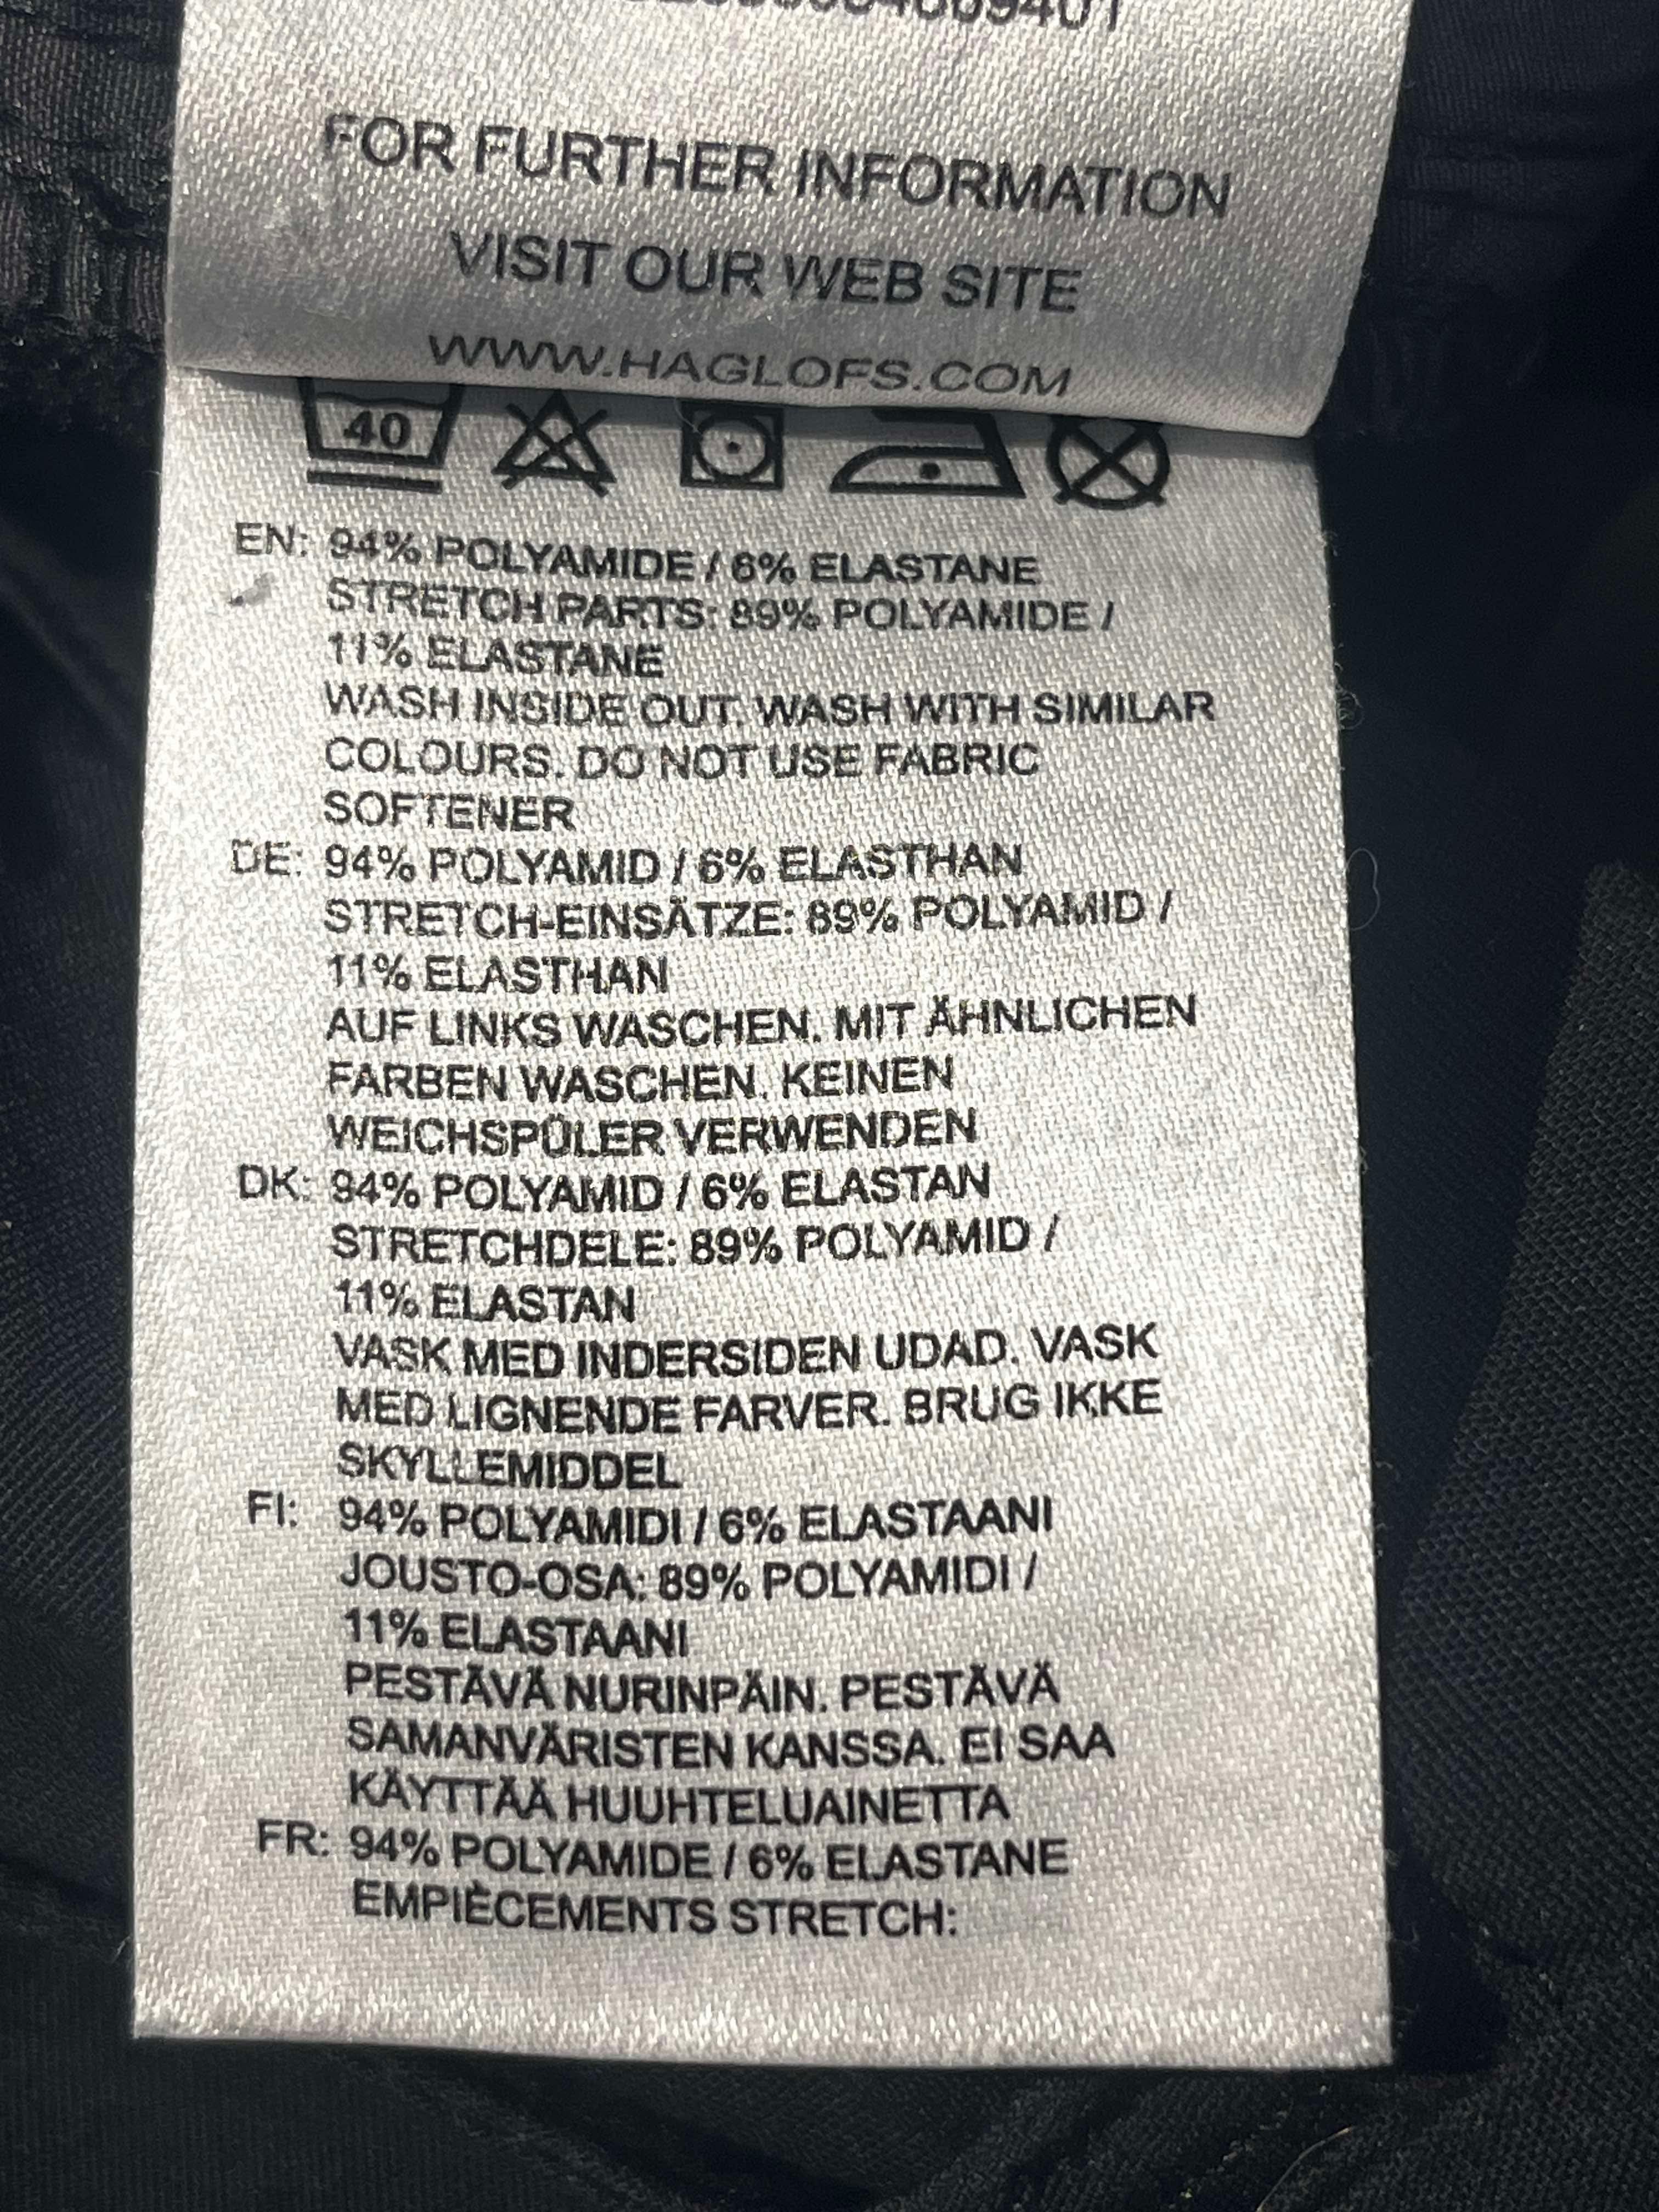 FOR FURTHER INFORMATION
VISIT OUR WEB SITE
WWW.HAGLOFS.COM
40
EN: 94% POLYAMIDE / 6% ELASTANE
STRETCH PARTS: 89% POLYAMIDE /
11% ELASTANE
WASH INSIDE OUT. WASH WITH SIMILAR
COLOURS. DO NOT USE FABRIC
SOFTENER
DE: 94% POLYAMID / 6% ELASTHAN
STRETCH-EINSÄTZE: 89% POLYAMID /
11% ELASTHAN
AUF LINKS WASCHEN. MIT ÄHNLICHEN
FARBEN WASCHEN. KEINEN
WEICHSPÜLER VERWENDEN
DK: 94% POLYAMID / 6% ELASTAN
STRETCHDELE: 89% POLYAMID /
11% ELASTAN
VASK MED INDERSIDEN UDAD. VASK
MED LIGNENDE FARVER. BRUG IKKE
SKYLLEMIDDEL
FI: 94% POLYAMIDI / 6% ELASTAANI
JOUSTO-OSA: 89% POLYAMIDI /
11% ELASTAANI
PESTÄVÄ NURINPÄIN. PESTÄVÄ
SAMANVÄRISTEN KANSSA. EI SAA
KÄYTTÄÄ HUUHTELUAINETTA
FR: 94% POLYAMIDE / 6% ELASTANE
EMPIÈCEMENTS STRETCH: